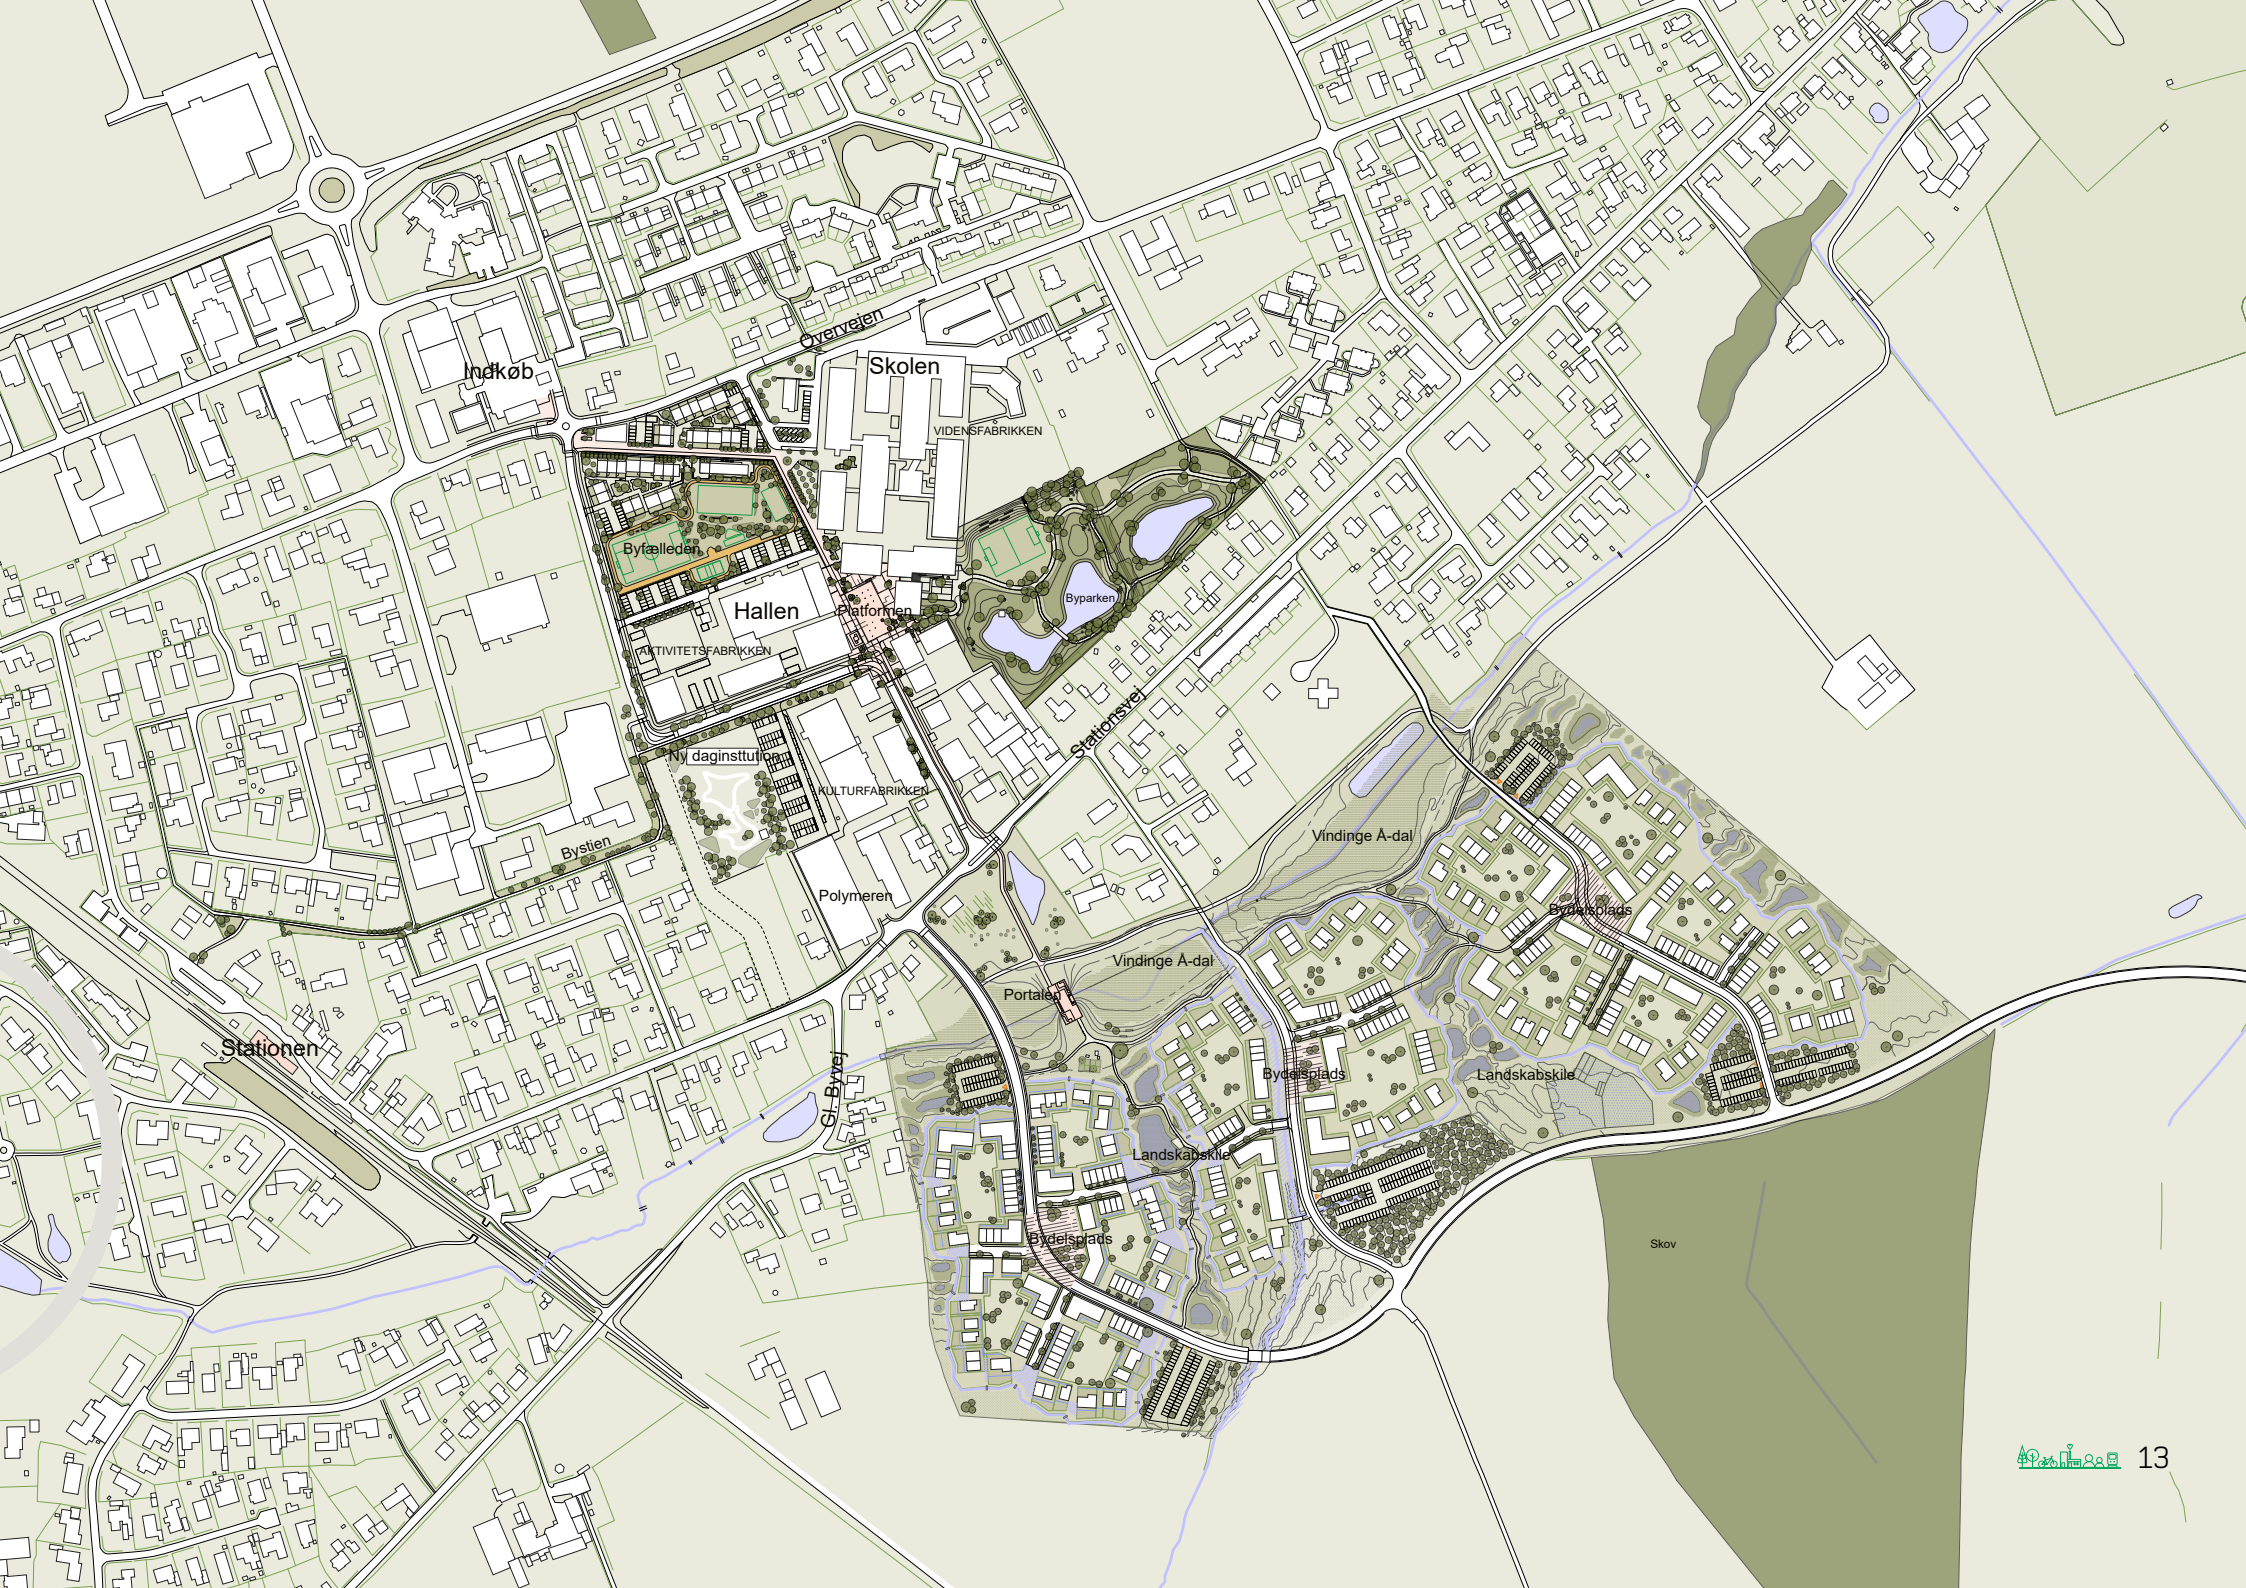 Overvejen
Indkøb
Skolen
VIDENSFABRIKKEN
Byfælleden
Byparken
Hallen
Platformen
AKTIVITETSFABRIKKEN
Stationsvej
Ny daginsttution
KULTURFABRIKKEN
Vindinge Å-dal
Bystien
Polymeren
Bydelsplads
Vindinge Å-dal
Portalen
Stationen
Bydelsplads
Landskabskile
Gl. Byvej
Landskabskile
Bydelsplads
Skov
13